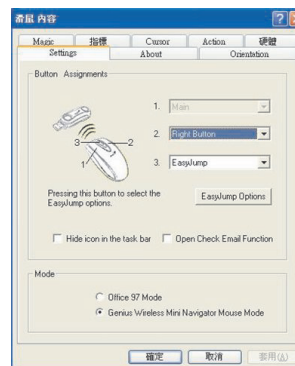 滑鼠 內容
Magic 指標 Cursor Action 硬體
Settings About Orientation
Button Assignments
1. Main
2. Right Button
3. EasyJump
3 2
1
Pressing this button to select the
EasyJump options.
EasyJump Options
Hide icon in the task bar Open Check Email Function
Mode
Office 97 Mode
Genius Wireless Mini Navigator Mouse Mode
確定 取消 套用(A)